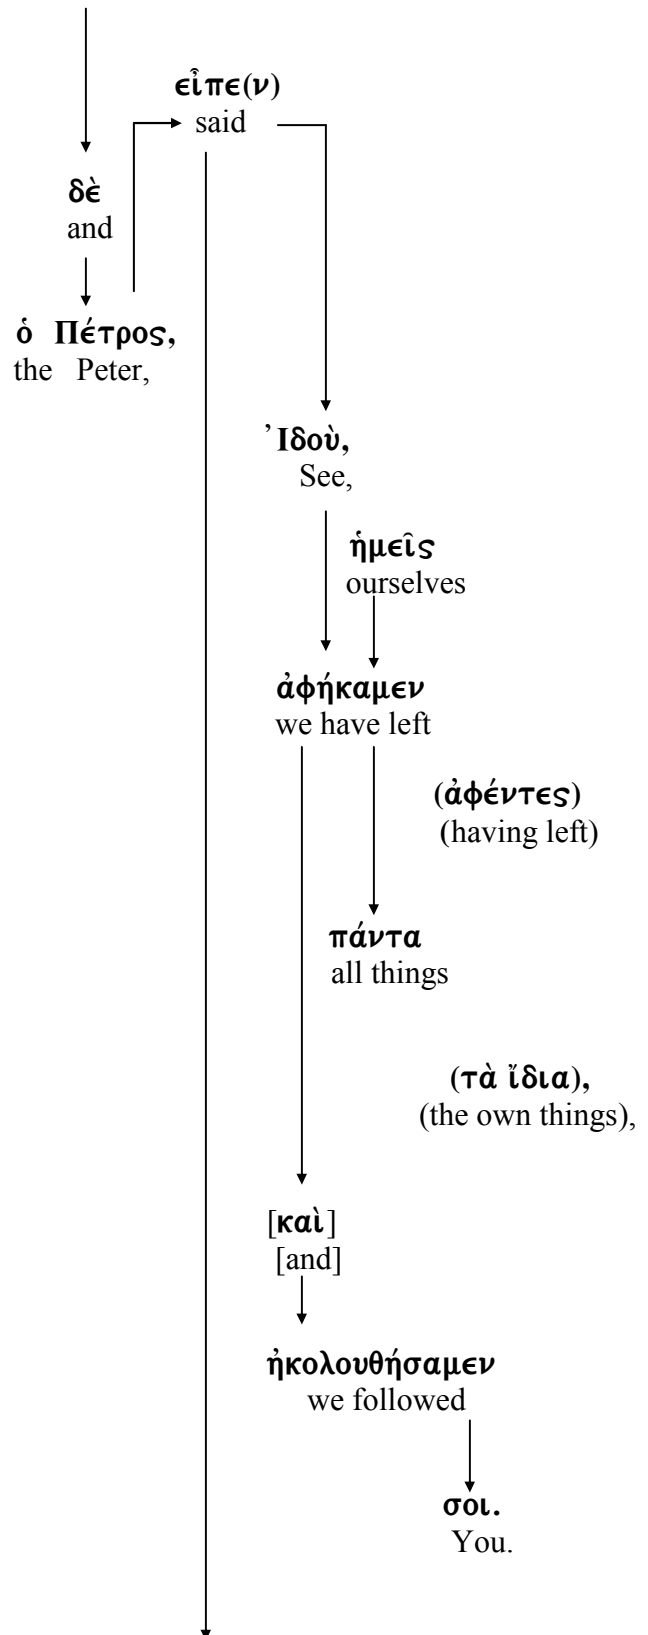 εἶπε(ν)
said
δὲ
and
ὁ Πέτρος,
the Peter,
Ἰδοὺ,
See,
ἡμεῖς
ourselves
ἀφήκαμεν
we have left
(ἀφέντες)
(having left)
πάντα
all things
(τὰ ἴδια),
(the own things),
[καὶ]
[and]
ἠκολουθήσαμεν
we followed
σοι.
You.